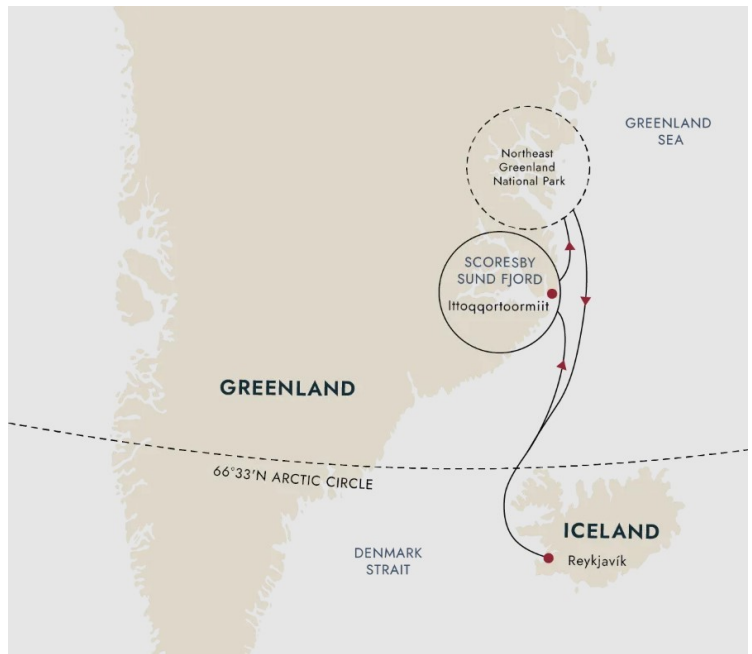 GREENLAND
SEA
Northeast
Greenland
National Park
SCORESBY
SUND FJORD
Ittoqqortoormiit
GREENLAND
66°33'N ARCTIC CIRCLE
ICELAND
Reykjavík
DENMARK
STRAIT